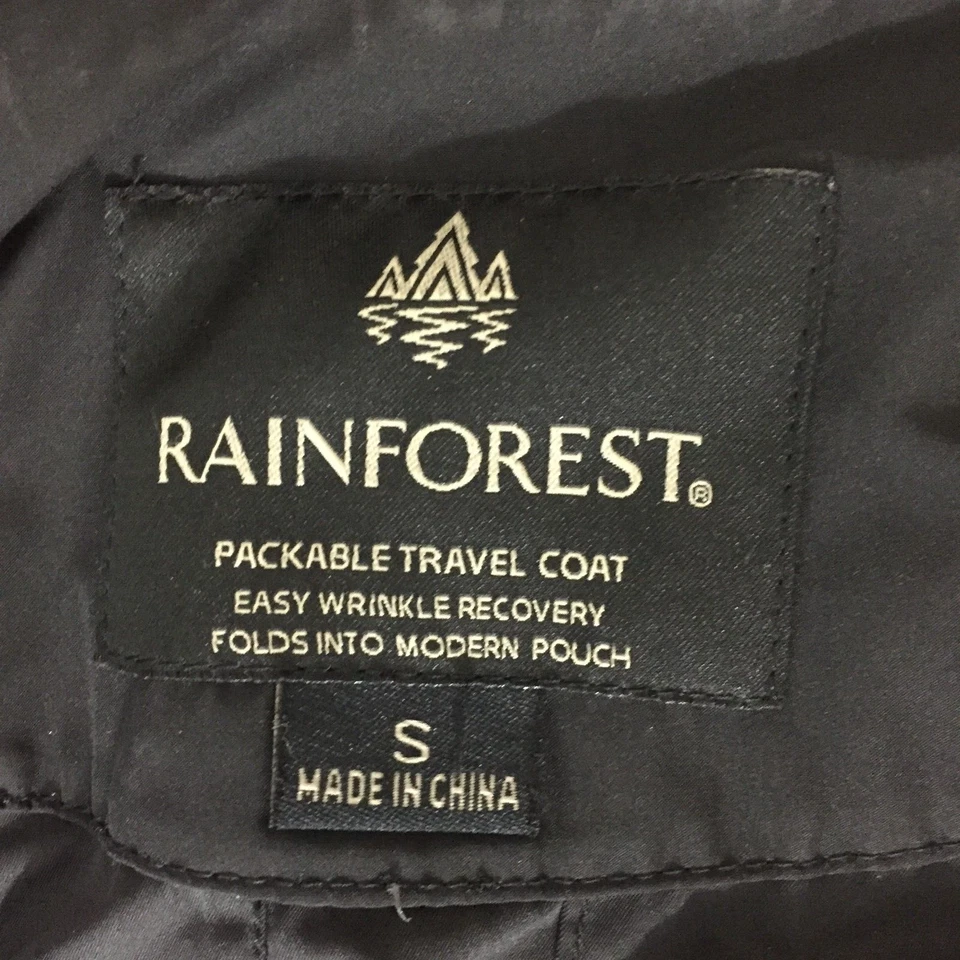 RAINFOREST®
PACKABLE TRAVEL COAT
EASY WRINKLE RECOVERY
FOLDS INTO MODERN POUCH
S
MADE IN CHINA